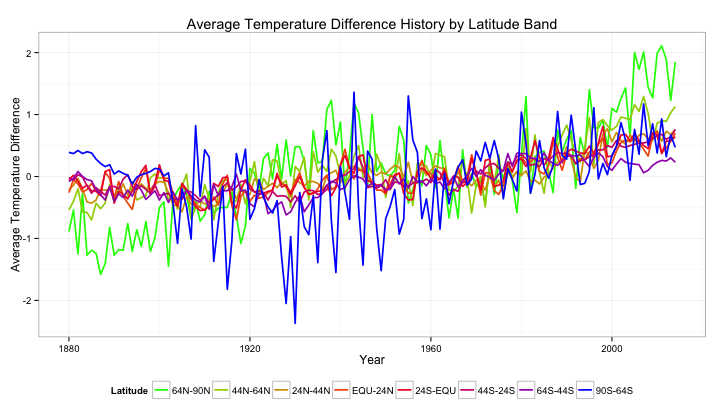 Average Temperature Difference History by Latitude Band
Average Temperature Difference
2
1
0
-1
-2
1880 1920 1960 2000
Year
Latitude 64N-90N 44N-64N 24N-44N EQU-24N 24S-EQU 44S-24S 64S-44S 90S-64S